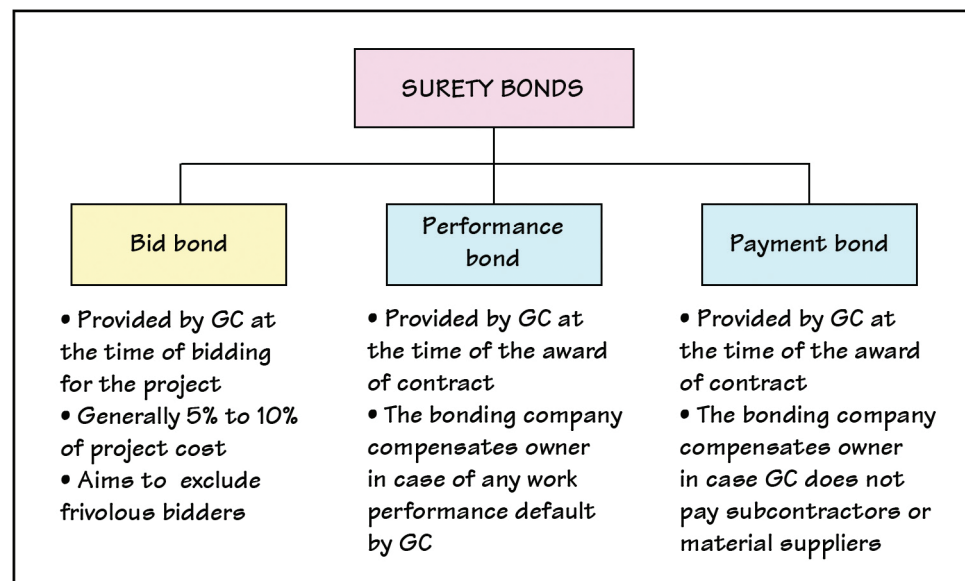 SURETY BONDS
Bid bond
• Provided by GC at
the time of bidding
for the project
• Generally 5% to 10%
of project cost
• Aims to exclude
frivolous bidders
Performance
bond
• Provided by GC at
the time of the award
of contract
• The bonding company
compensates owner
in case of any work
performance default
by GC
Payment bond
• Provided by GC at
the time of the award
of contract
• The bonding company
compensates owner
in case GC does not
pay subcontractors or
material suppliers